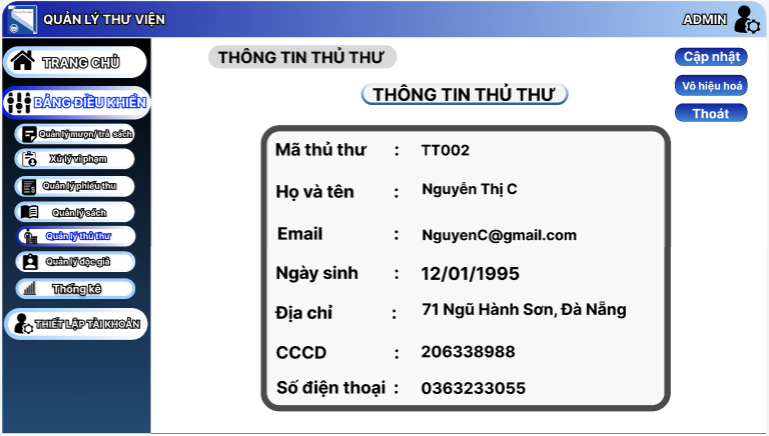 QUẢN LÝ THƯ VIỆN
ADMIN
TRANG CHỦ
BẢNG ĐIỀU KHIỂN
Quản lý mượn/ trả sách
Xử lý vi phạm
Quản lý phiếu thu
Quản lý sách
Quản lý thủ thư
Quản lý độc giả
Thống kê
THIẾT LẬP TÀI KHOẢN
THÔNG TIN THỦ THƯ
Cập nhật
Vô hiệu hoá
Thoát
THÔNG TIN THỦ THƯ
Mã thủ thư : TT002
Họ và tên : Nguyễn Thị C
Email : NguyenC@gmail.com
Ngày sinh : 12/01/1995
Địa chỉ : 71 Ngũ Hành Sơn, Đà Nẵng
CCCD : 206338988
Số điện thoại : 0363233055